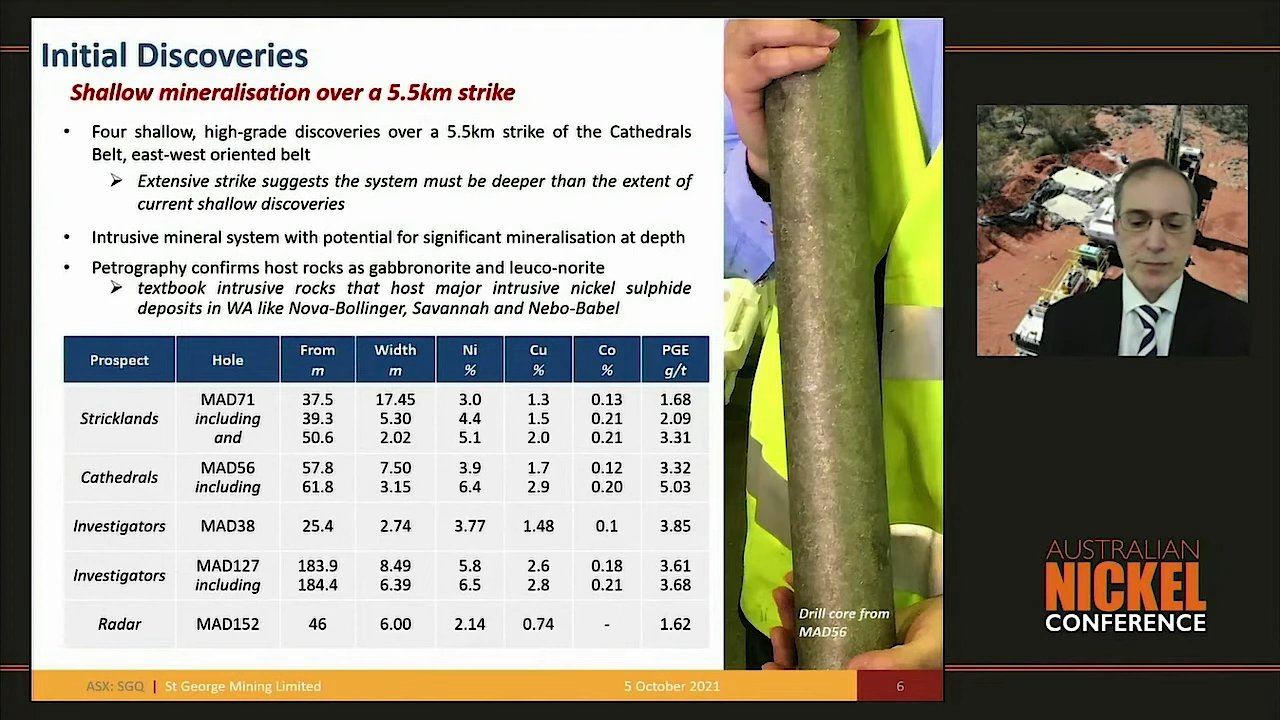 Initial Discoveries
Shallow mineralisation over a 5.5km strike
• Four shallow, high-grade discoveries over a 5.5km strike of the Cathedrals
Belt, east-west oriented belt
➢ Extensive strike suggests the system must be deeper than the extent of
current shallow discoveries
• Intrusive mineral system with potential for significant mineralisation at depth
• Petrography confirms host rocks as gabbronorite and leuco-norite
➢ textbook intrusive rocks that host major intrusive nickel sulphide
deposits in WA like Nova-Bollinger, Savannah and Nebo-Babel
Prospect Hole From m Width m Ni % Cu % Co % PGE g/t
Stricklands
MAD71 37.5 17.45 3.0 1.3 0.13 1.68
including 39.3 5.30 4.4 1.5 0.21 2.09
and 50.6 2.02 5.1 2.0 0.21 3.31
Cathedrals
MAD56 57.8 7.50 3.9 1.7 0.12 3.32
including 61.8 3.15 6.4 2.9 0.20 5.03
Investigators MAD38 25.4 2.74 3.77 1.48 0.1 3.85
Investigators
MAD127 183.9 8.49 5.8 2.6 0.18 3.61
including 184.4 6.39 6.5 2.8 0.21 3.68
Radar MAD152 46 6.00 2.14 0.74 - 1.62
Drill core from
MAD56
ASX: SGQ | St George Mining Limited 5 October 2021 6
AUSTRALIAN
NICKEL
CONFERENCE